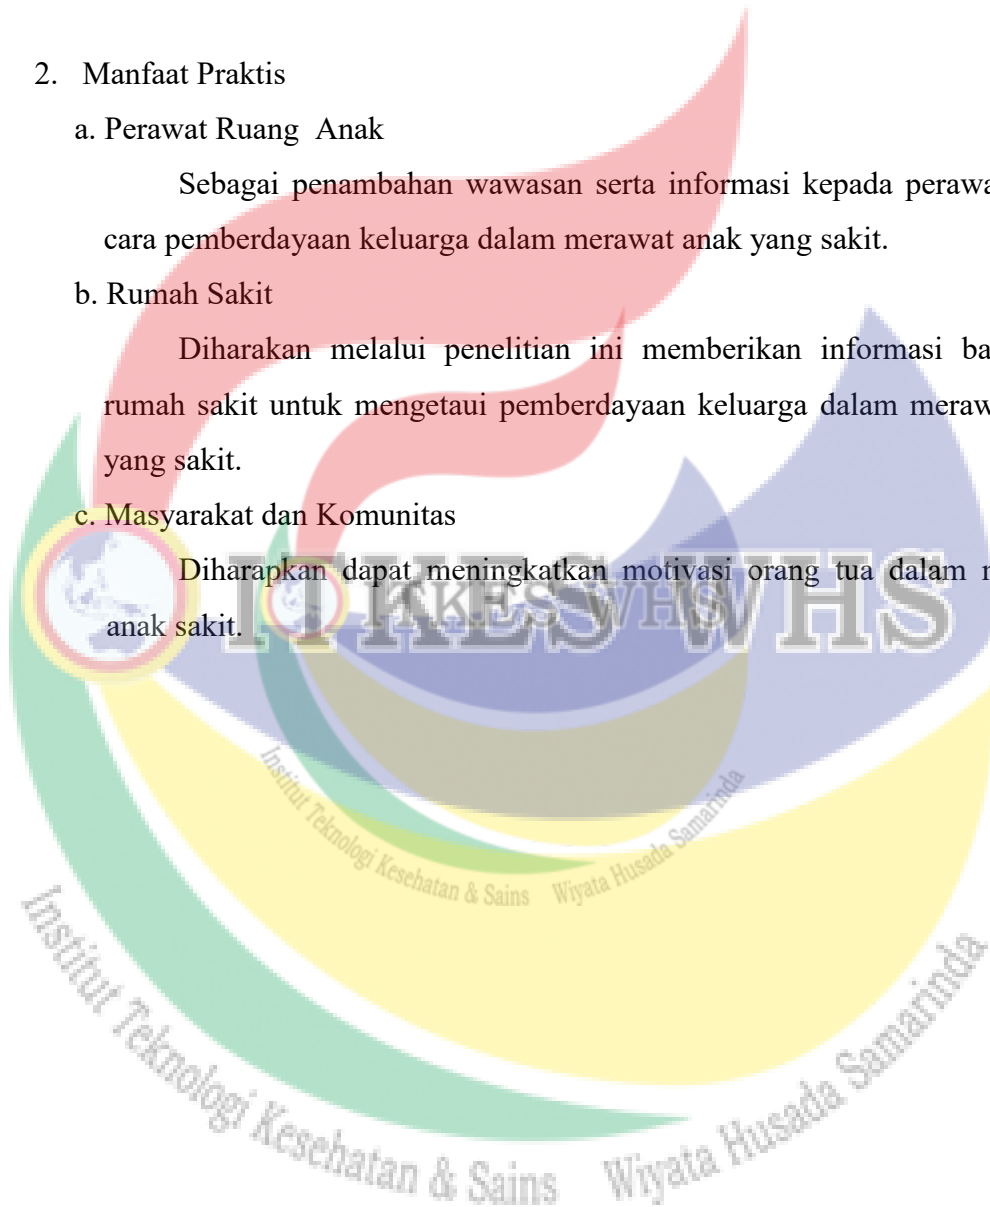 2. Manfaat Praktis
a. Perawat Ruang Anak
Sebagai penambahan wawasan serta informasi kepada
cara pemberdayaan keluarga dalam merawat anak yang sakit.
b. Rumah Sakit
Diharakan melalui penelitian ini memberikan informasi
rumah sakit untuk mengetaui pemberdayaan keluarga dalam
yang sakit.
c. Masyarakat dan Komunitas
Diharapkan dapat meningkatkan motivasi orang tua dalam
anak sakit.
ITKES WHS
ITKES WHS
Institut Teknologi Kesehatan & Sains Wiyata Husada Samarinda
Institut Teknologi Kesehatan & Sains Wiyata Husada Samarinda